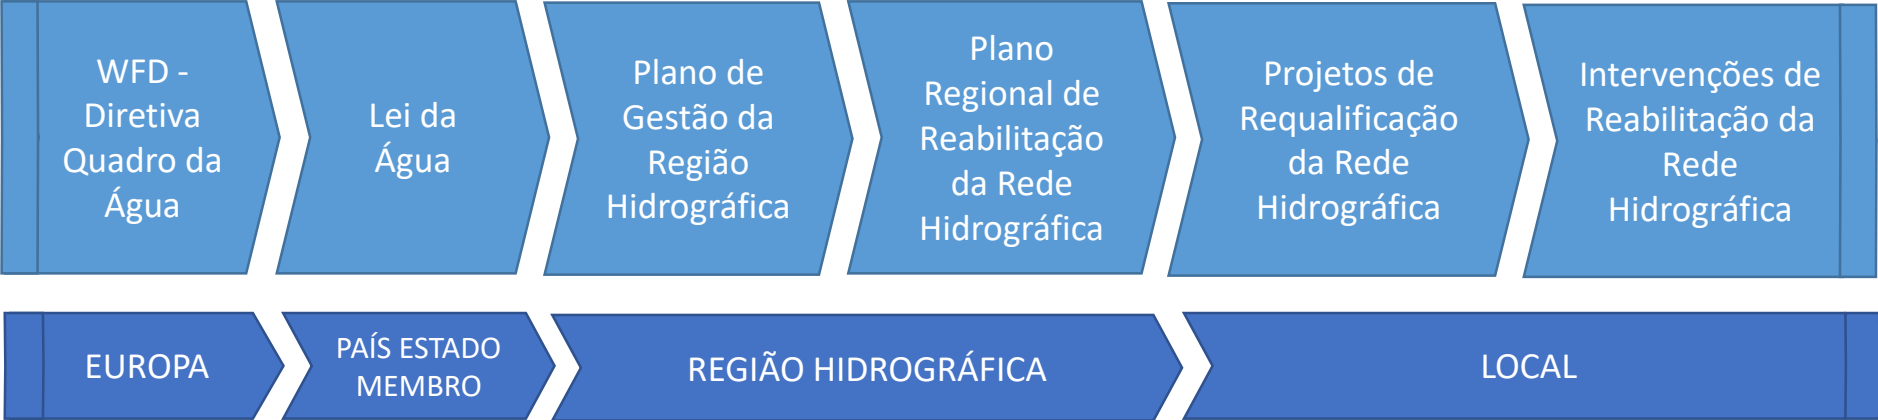 WFD -
Diretiva
Quadro da
Água
Lei da
Água
Plano de
Gestão da
Região
Hidrográfica
Plano
Regional de
Reabilitação
da Rede
Hidrográfica
Projetos de
Requalificação
da Rede
Hidrográfica
Intervenções de
Reabilitação da
Rede
Hidrográfica
EUROPA
PAÍS ESTADO
MEMBRO
REGIÃO HIDROGRÁFICA
LOCAL